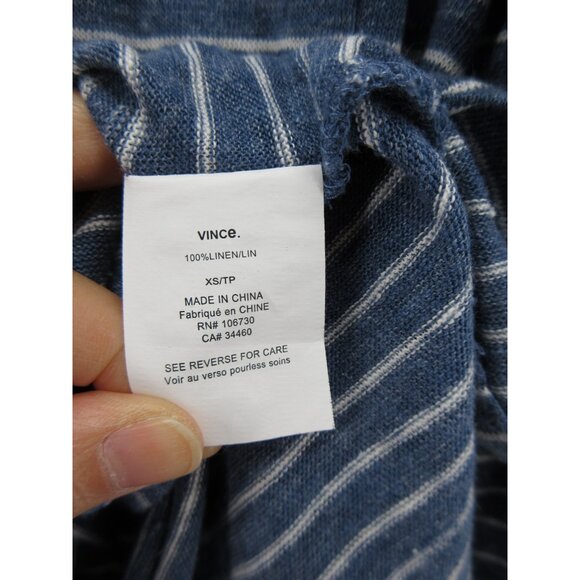 VINCe.
100%LINEN/LIN
XS/TP
MADE IN CHINA
Fabriqué en CHINE
RN# 106730
CA# 34460
SEE REVERSE FOR CARE
Voir au verso pourless soins